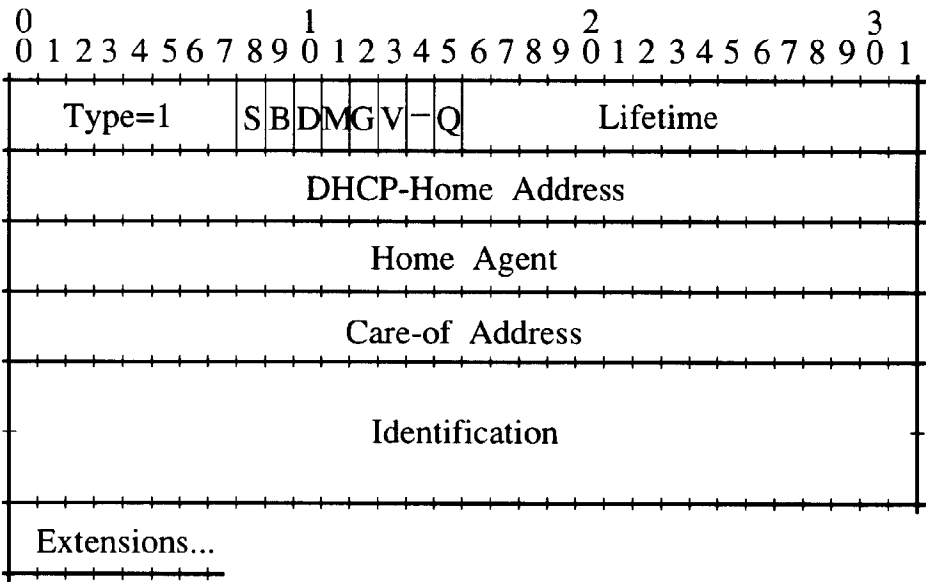 0 1 2 3
0 1 2 3 4 5 6 7 8 9 0 1 2 3 4 5 6 7 8 9 0 1 2 3 4 5 6 7 8 9 0 1
Type=1 S B D M G V - Q Lifetime
DHCP-Home Address
Home Agent
Care-of Address
Identification
Extensions...